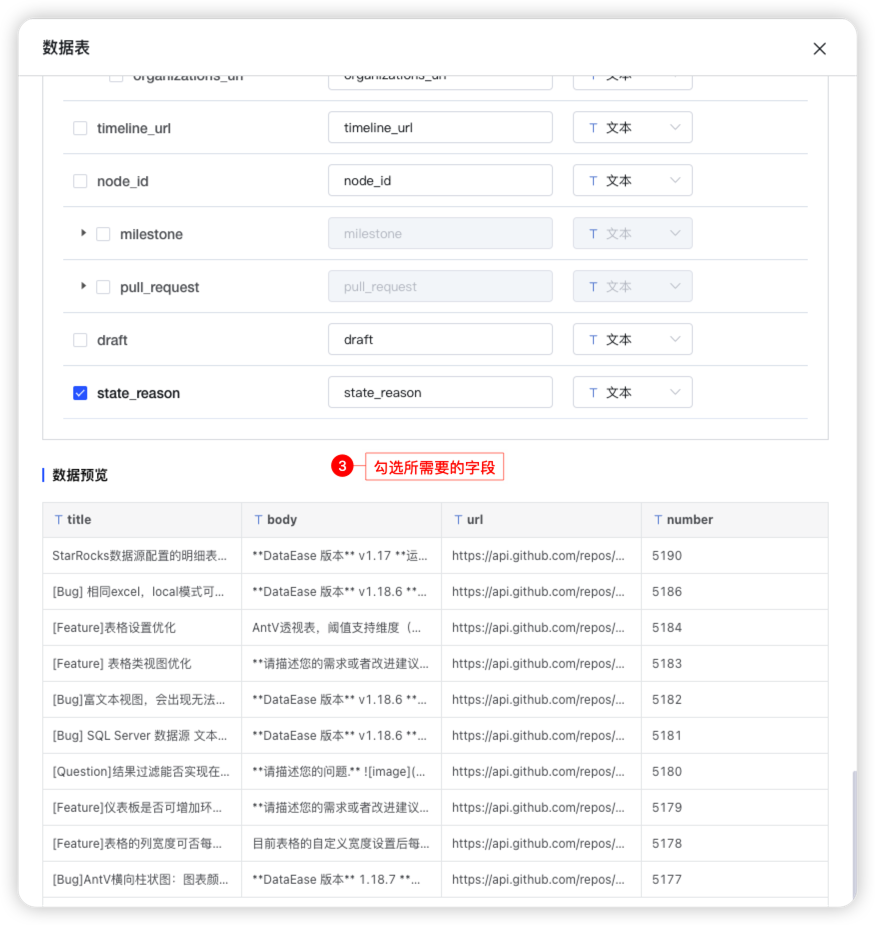 数据表
organizations_url organizations_url T 文本
timeline_url timeline_url T 文本
node_id node_id T 文本
milestone milestone T 文本
pull_request pull_request T 文本
draft draft T 文本
state_reason state_reason T 文本
3 勾选所需要的字段
数据预览
T title T body T url T number
StarRocks数据源配置的明细表... **DataEase 版本** v1.17 **运... https://api.github.com/repos/... 5190
[Bug] 相同excel，local模式可... **DataEase 版本** v1.18.6 **... https://api.github.com/repos/... 5186
[Feature]表格设置优化 AntV透视表，阈值支持维度（... https://api.github.com/repos/... 5184
[Feature] 表格类视图优化 **请描述您的需求或者改进建议... https://api.github.com/repos/... 5183
[Bug]富文本视图，会出现无法... **DataEase 版本** v1.18.6 **... https://api.github.com/repos/... 5182
[Bug] SQL Server 数据源 文本... **DataEase 版本** v1.18.6 **... https://api.github.com/repos/... 5181
[Question]结果过滤能否实现在... **请描述您的问题.** ![image](... https://api.github.com/repos/... 5180
[Feature]仪表板是否可增加环... **请描述您的需求或者改进建议... https://api.github.com/repos/... 5179
[Feature]表格的列宽度可否每... 目前表格的自定义宽度设置后每... https://api.github.com/repos/... 5178
[Bug]AntV横向柱状图：图表颜... **DataEase 版本** 1.18.7 **... https://api.github.com/repos/... 5177